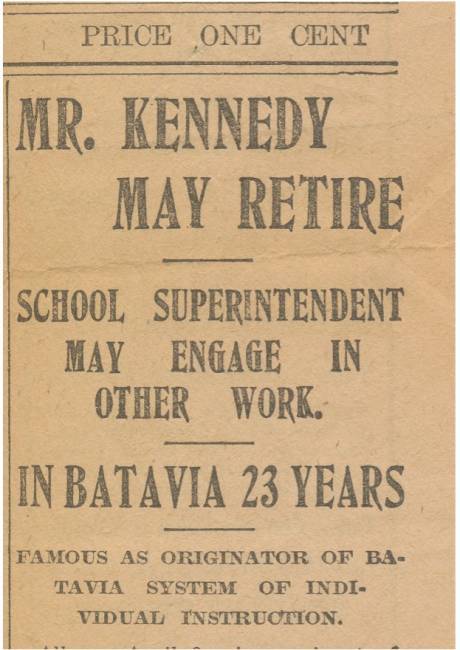 PRICE ONE CENT
MR. KENNEDY
MAY RETIRE
SCHOOL SUPERINTENDENT
MAY ENGAGE IN
OTHER WORK.
IN BATAVIA 23 YEARS
FAMOUS AS ORIGINATOR OF BA-
TAVIA SYSTEM OF INDI-
VIDUAL INSTRUCTION.